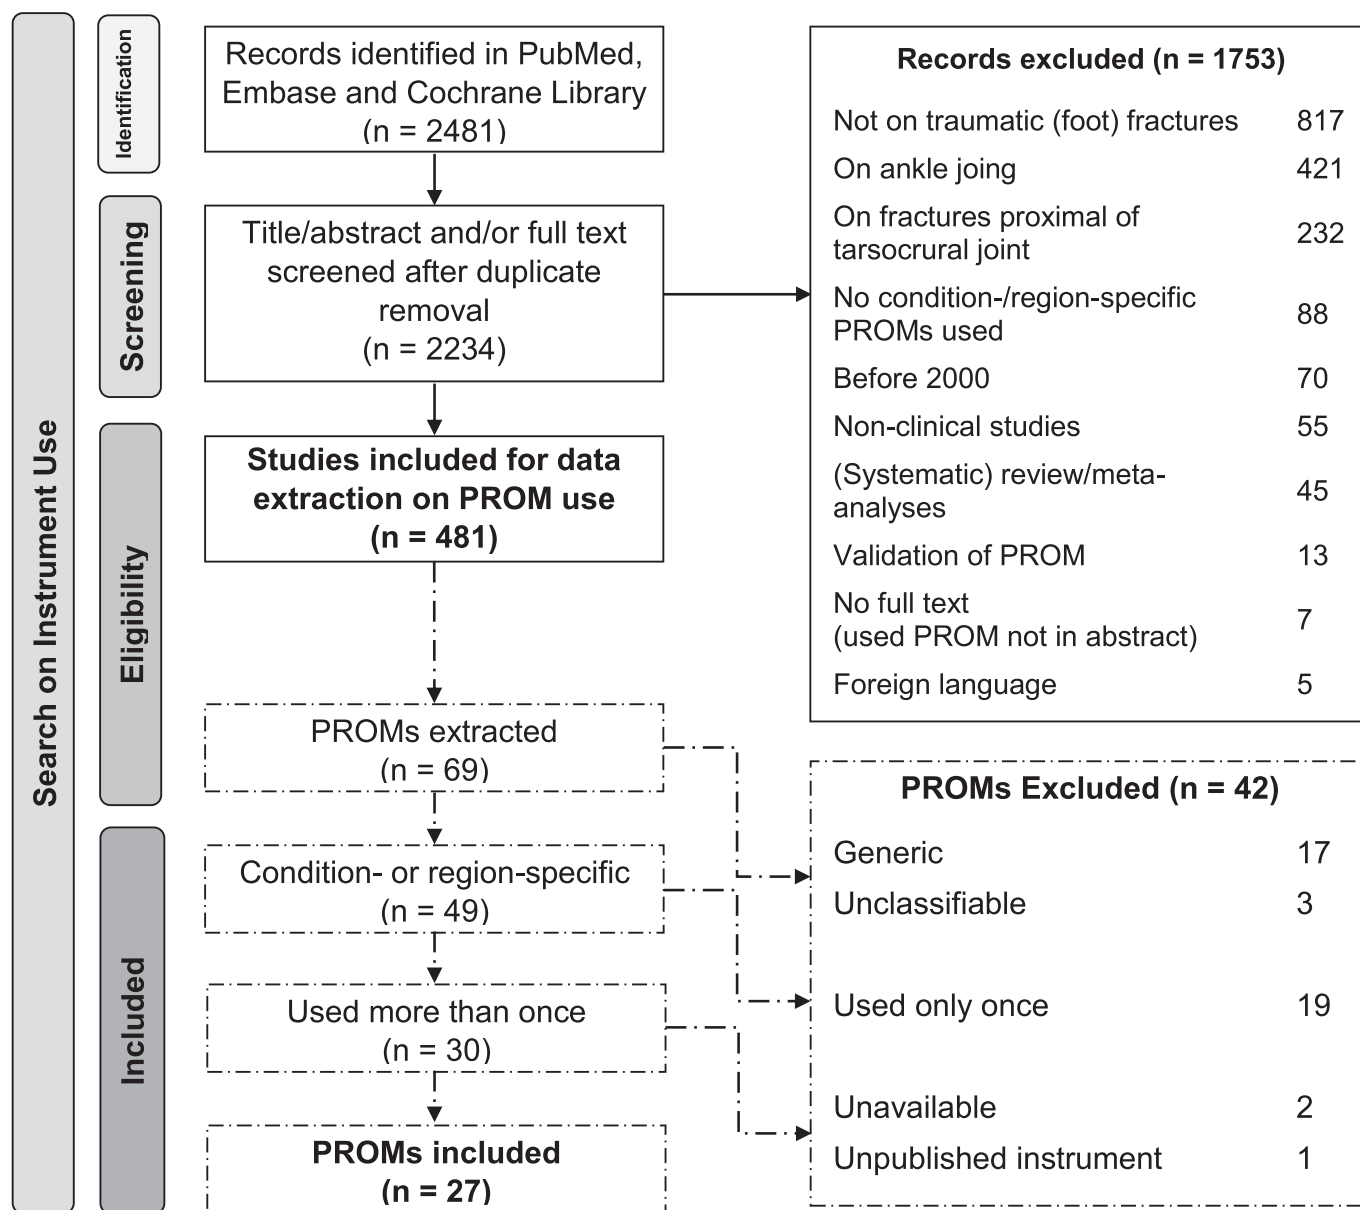 Search on Instrument Use
Identification
Screening
Eligibility
Included
Records identified in PubMed,
Embase and Cochrane Library
(n = 2481)
Title/abstract and/or full text
screened after duplicate
removal
(n = 2234)
Studies included for data
extraction on PROM use
(n = 481)
PROMs extracted
(n = 69)
Condition- or region-specific
(n = 49)
Used more than once
(n = 30)
PROMs included
(n = 27)
Records excluded (n = 1753)
Not on traumatic (foot) fractures 817
On ankle joing 421
On fractures proximal of
tarsocrural joint 232
No condition-/region-specific
PROMs used 88
Before 2000 70
Non-clinical studies 55
(Systematic) review/meta-
analyses 45
Validation of PROM 13
No full text
(used PROM not in abstract) 7
Foreign language 5
PROMs Excluded (n = 42)
Generic 17
Unclassifiable 3
Used only once 19
Unavailable 2
Unpublished instrument 1